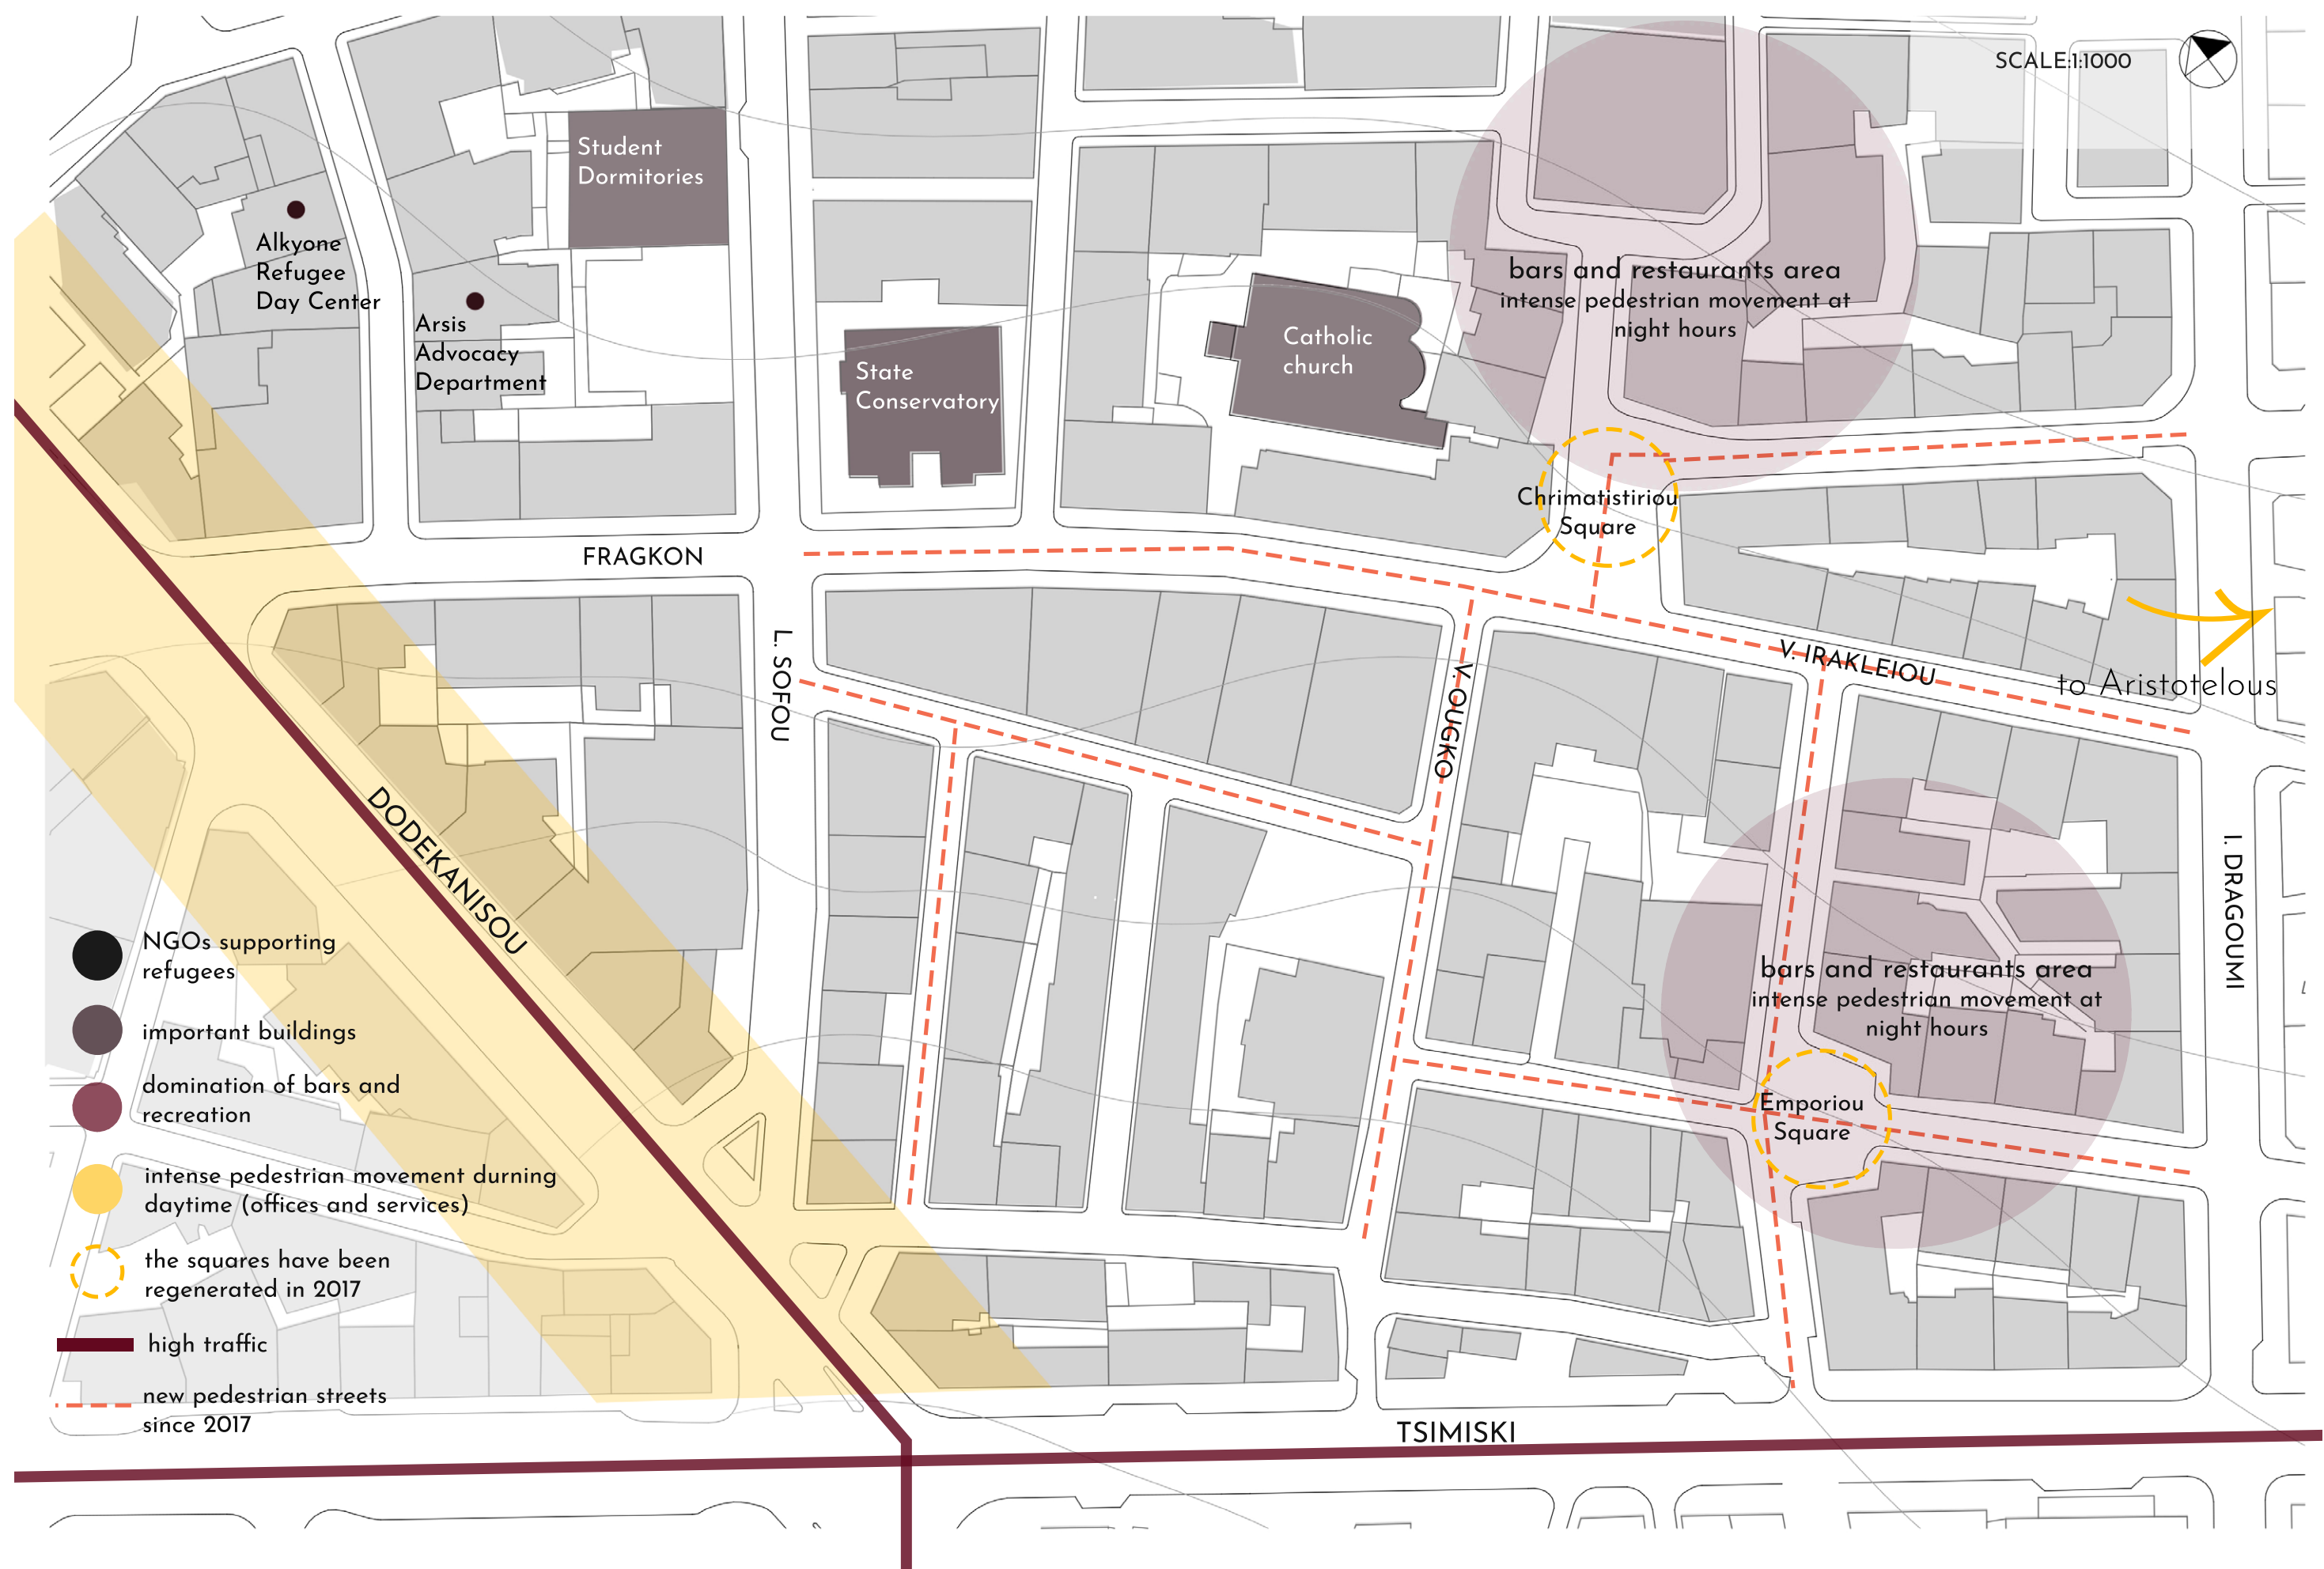 SCALE:1:1000
Student
Dormitories
Alkyone
Refugee
Day Center
Arsis
Advocacy
Department
State
Conservatory
Catholic
church
bars and restaurants area
intense pedestrian movement at
night hours
Chrimatistiriou
Square
FRAGKON
L. SOFOU
V. OUGKO
V. IRAKLEIOU
to Aristotelous
DODEKANISOU
I. DRAGOUMI
bars and restaurants area
intense pedestrian movement at
night hours
Emporiou
Square
TSIMISKI
NGOs supporting
refugees
important buildings
domination of bars and
recreation
intense pedestrian movement durning
daytime (offices and services)
the squares have been
regenerated in 2017
high traffic
new pedestrian streets
since 2017